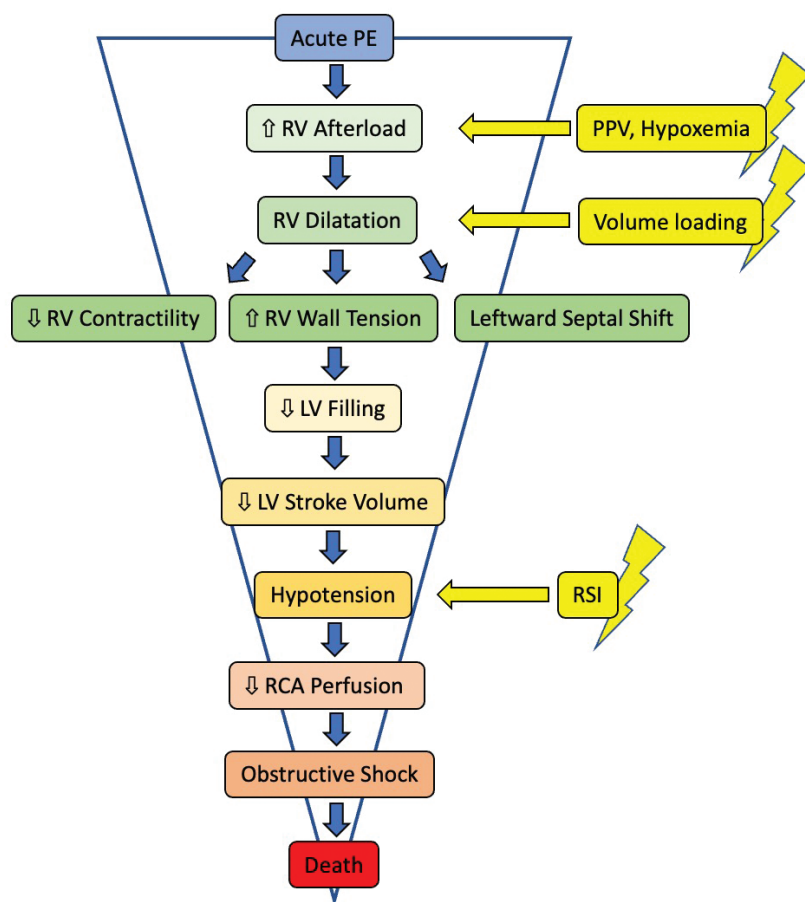 Acute PE
⇧ RV Afterload
PPV, Hypoxemia
RV Dilatation
Volume loading
⇩ RV Contractility
⇧ RV Wall Tension
Leftward Septal Shift
⇩ LV Filling
⇩ LV Stroke Volume
Hypotension
RSI
⇩ RCA Perfusion
Obstructive Shock
Death